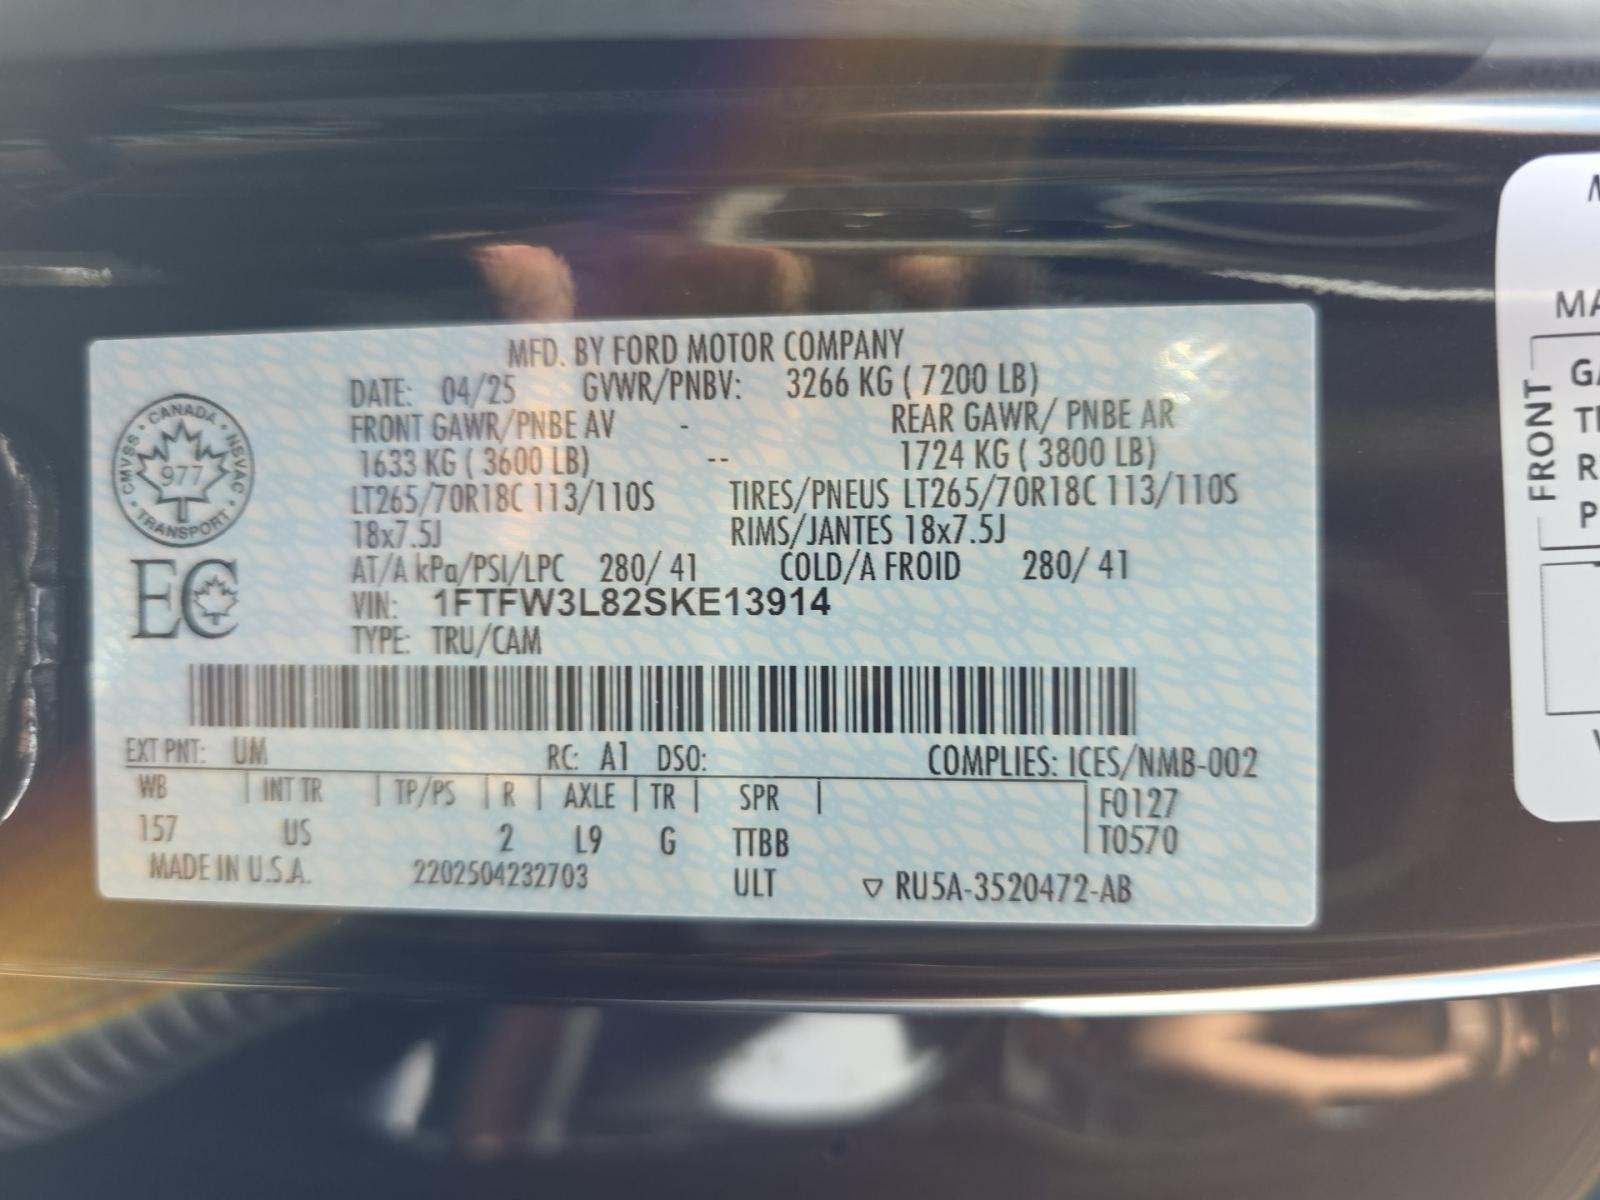 MFD. BY FORD MOTOR COMPANY
DATE: 04/25 GVWR/PNBV: 3266 KG ( 7200 LB)
FRONT GAWR/PNBE AV - REAR GAWR/ PNBE AR
1633 KG ( 3600 LB) -- 1724 KG ( 3800 LB)
LT265/70R18C 113/110S TIRES/PNEUS LT265/70R18C 113/110S
18x7.5J RIMS/JANTES 18x7.5J
AT/A kPa/PSI/LPC 280/ 41 COLD/A FROID 280/ 41
VIN: 1FTFW3L82SKE13914
TYPE: TRU/CAM
CANADA
CMVSS • NSVAC
977
TRANSPORT
EC
EXT PNT: UM RC: A1 DSO: COMPLIES: ICES/NMB-002
WB | INT TR | TP/PS | R | AXLE | TR | SPR | F0127
157 US 2 L9 G TTBB T0570
MADE IN U.S.A. 2202504232703 ULT ▽ RU5A-3520472-AB
FRONT